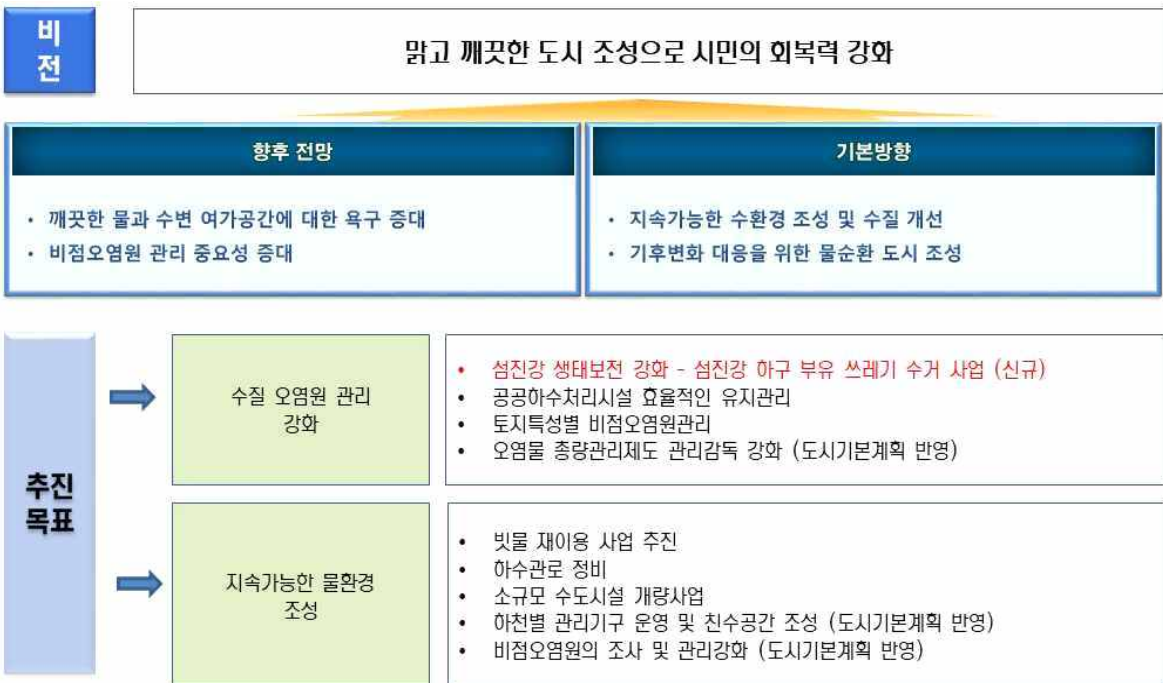 비
전
맑고 깨끗한 도시 조성으로 시민의 회복력 강화
향후 전망
• 깨끗한 물과 수변 여가공간에 대한 욕구 증대
• 비점오염원 관리 중요성 증대
기본방향
• 지속가능한 수환경 조성 및 수질 개선
• 기후변화 대응을 위한 물순환 도시 조성
추진
목표
수질 오염원 관리
강화
• 섬진강 생태보전 강화 - 섬진강 하구 부유 쓰레기 수거 사업 (신규)
• 공공하수처리시설 효율적인 유지관리
• 토지특성별 비점오염원관리
• 오염물 총량관리제도 관리감독 강화 (도시기본계획 반영)
지속가능한 물환경
조성
• 빗물 재이용 사업 추진
• 하수관로 정비
• 소규모 수도시설 개량사업
• 하천별 관리기구 운영 및 친수공간 조성 (도시기본계획 반영)
• 비점오염원의 조사 및 관리강화 (도시기본계획 반영)